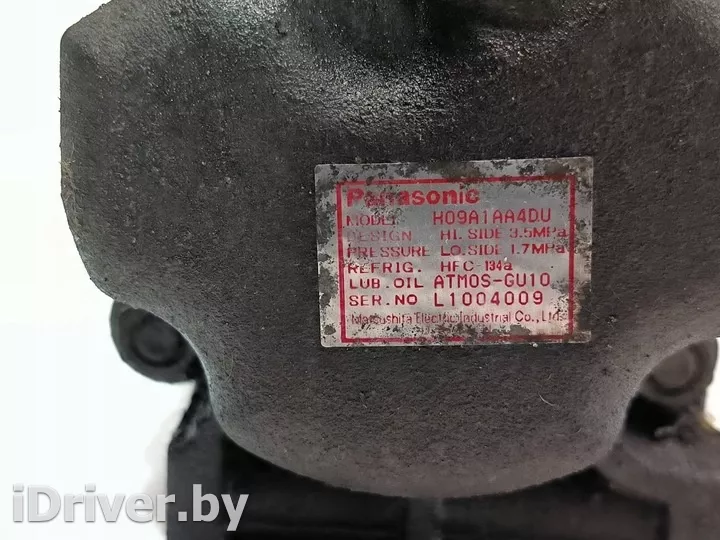 Panasonic
MODEL H09A1AA4DU
DESIGN HI. SIDE 3.5MPa
PRESSURE LO. SIDE 1.7MPa
REFRIG. HFC-134a
LUB. OIL ATMOS-GU10
SER. NO L1004009
Matsushita Electric Industrial Co., Ltd.
iDriver.by